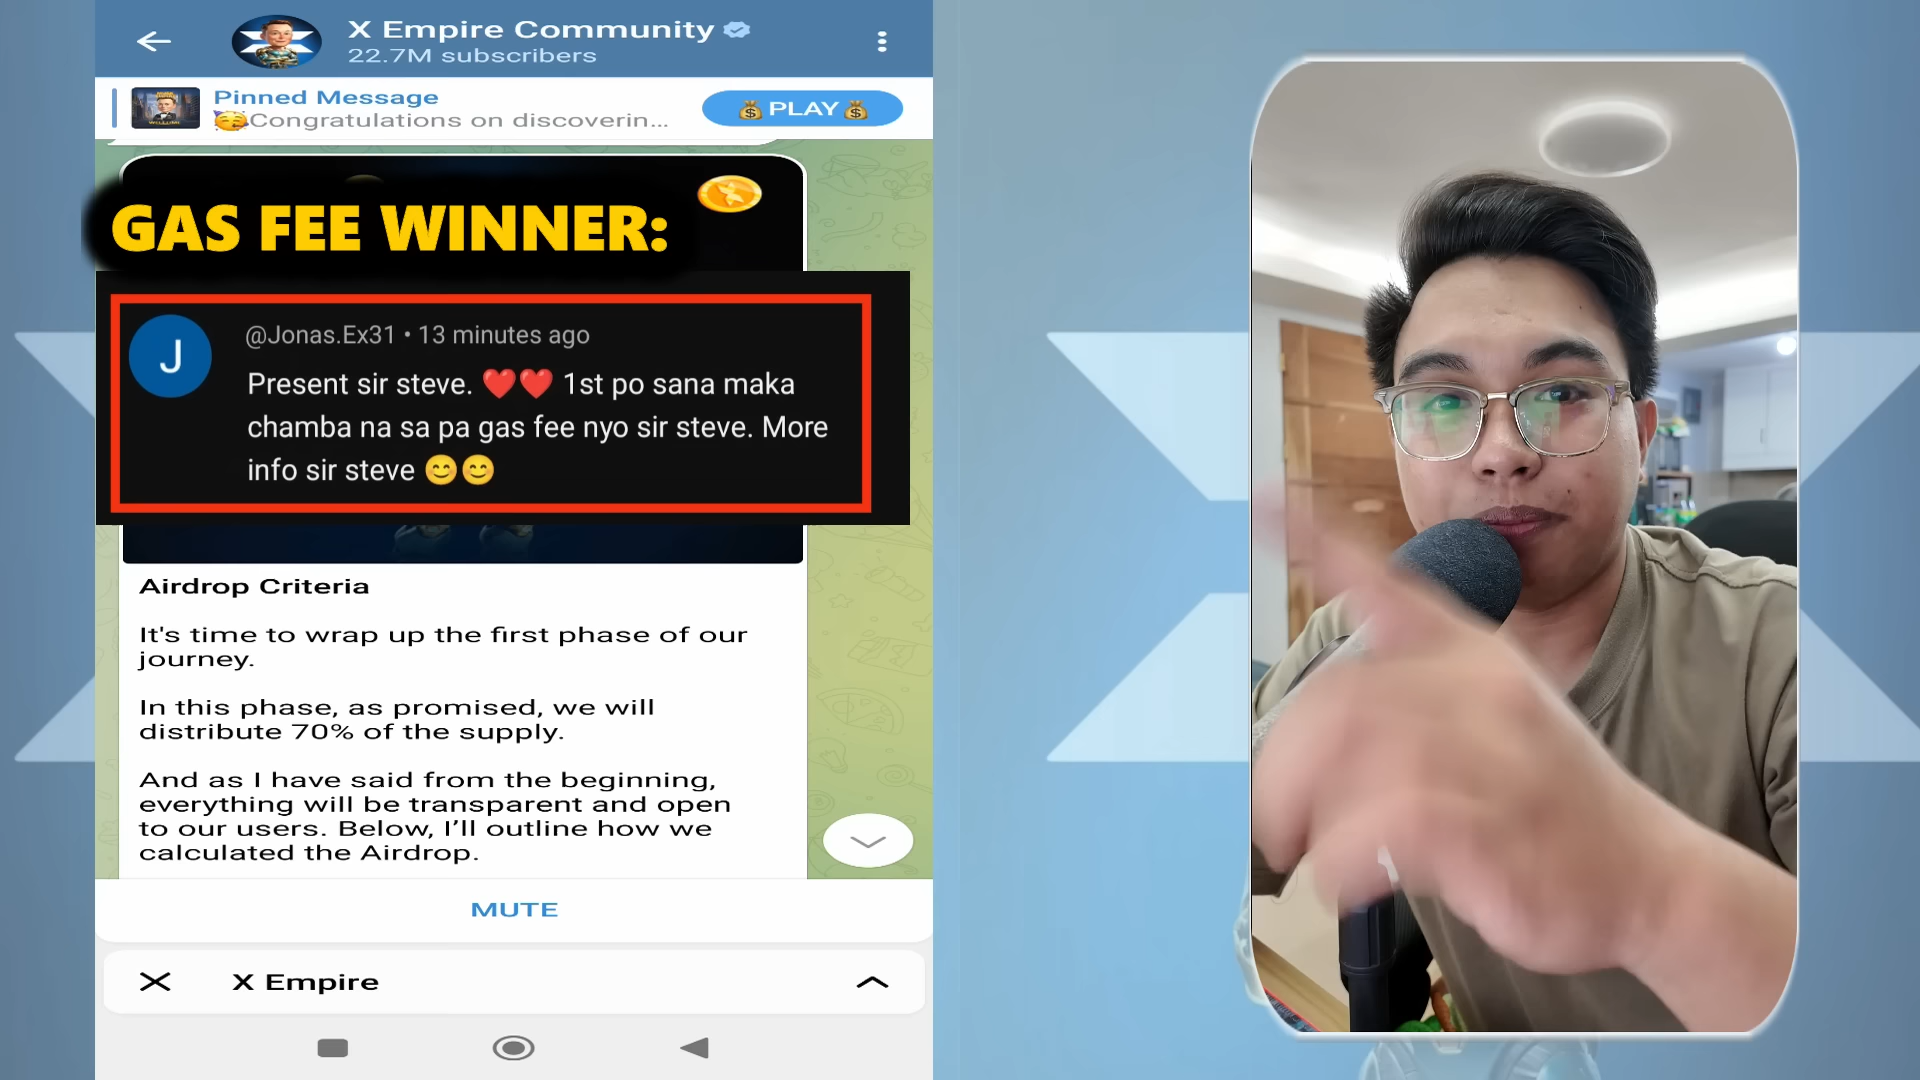 X Empire Community
22.7M subscribers
Pinned Message
🥳Congratulations on discoverin...
💰 PLAY 💰
GAS FEE WINNER:
J
@Jonas.Ex31 • 13 minutes ago
Present sir steve. ❤️❤️ 1st po sana maka
chamba na sa pa gas fee nyo sir steve. More
info sir steve 😊😊
Airdrop Criteria
It's time to wrap up the first phase of our
journey.
In this phase, as promised, we will
distribute 70% of the supply.
And as I have said from the beginning,
everything will be transparent and open
to our users. Below, I’ll outline how we
calculated the Airdrop.
MUTE
X Empire